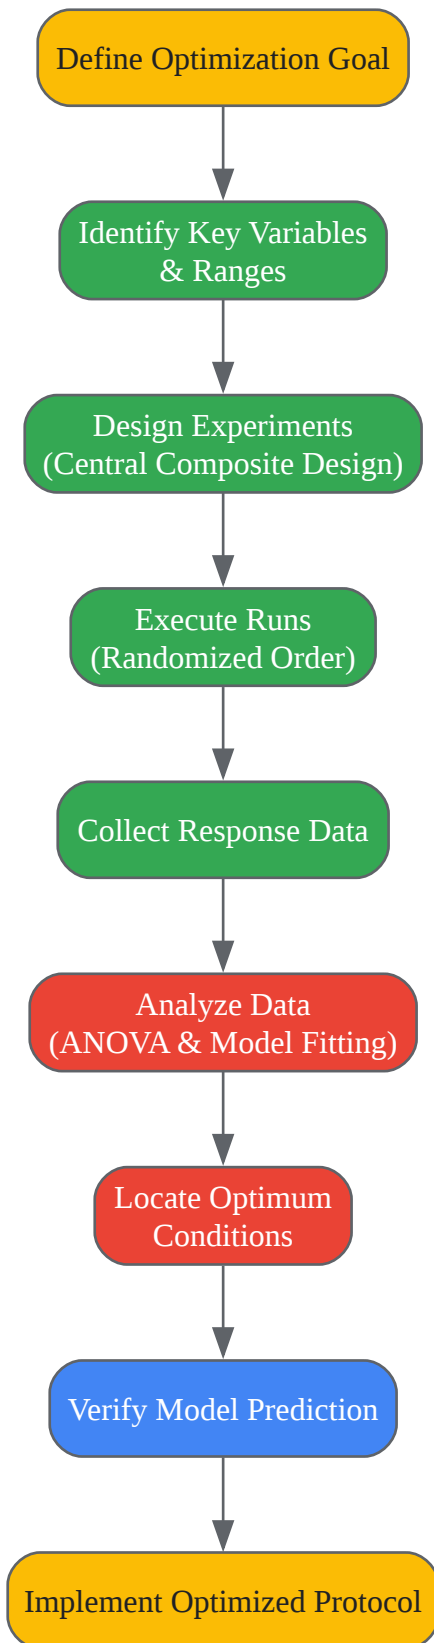 Define Optimization Goal
Identify Key Variables
& Ranges
Design Experiments
(Central Composite Design)
Execute Runs
(Randomized Order)
Collect Response Data
Analyze Data
(ANOVA & Model Fitting)
Locate Optimum
Conditions
Verify Model Prediction
Implement Optimized Protocol